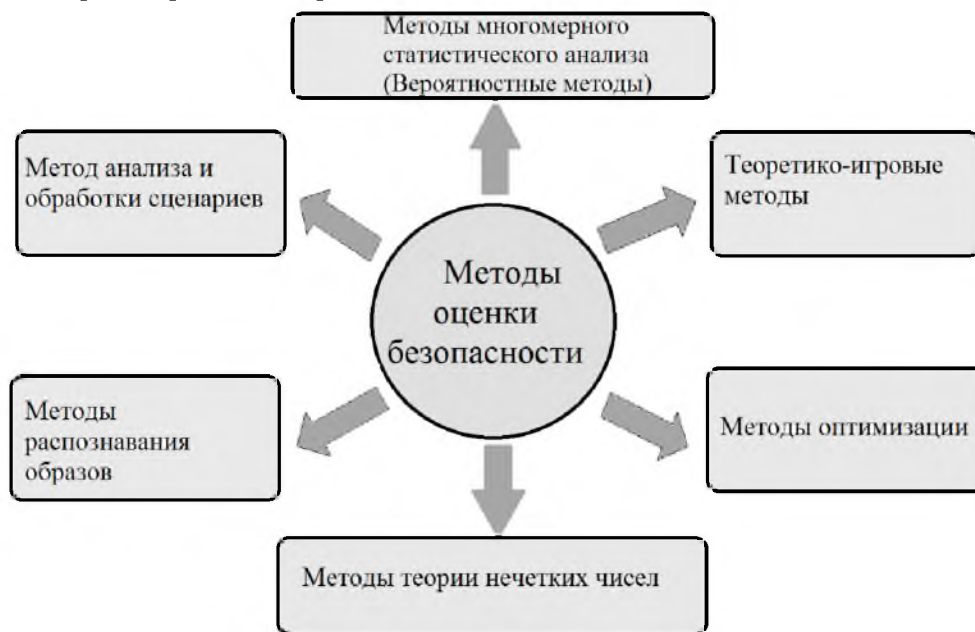 Методы многомерного
статистического анализа
(Вероятностные методы)
Метод анализа и
обработки сценариев
Теоретико-игровые
методы
Методы
оценки
безопасности
Методы
распознавания
образов
Методы оптимизации
Методы теории нечетких чисел